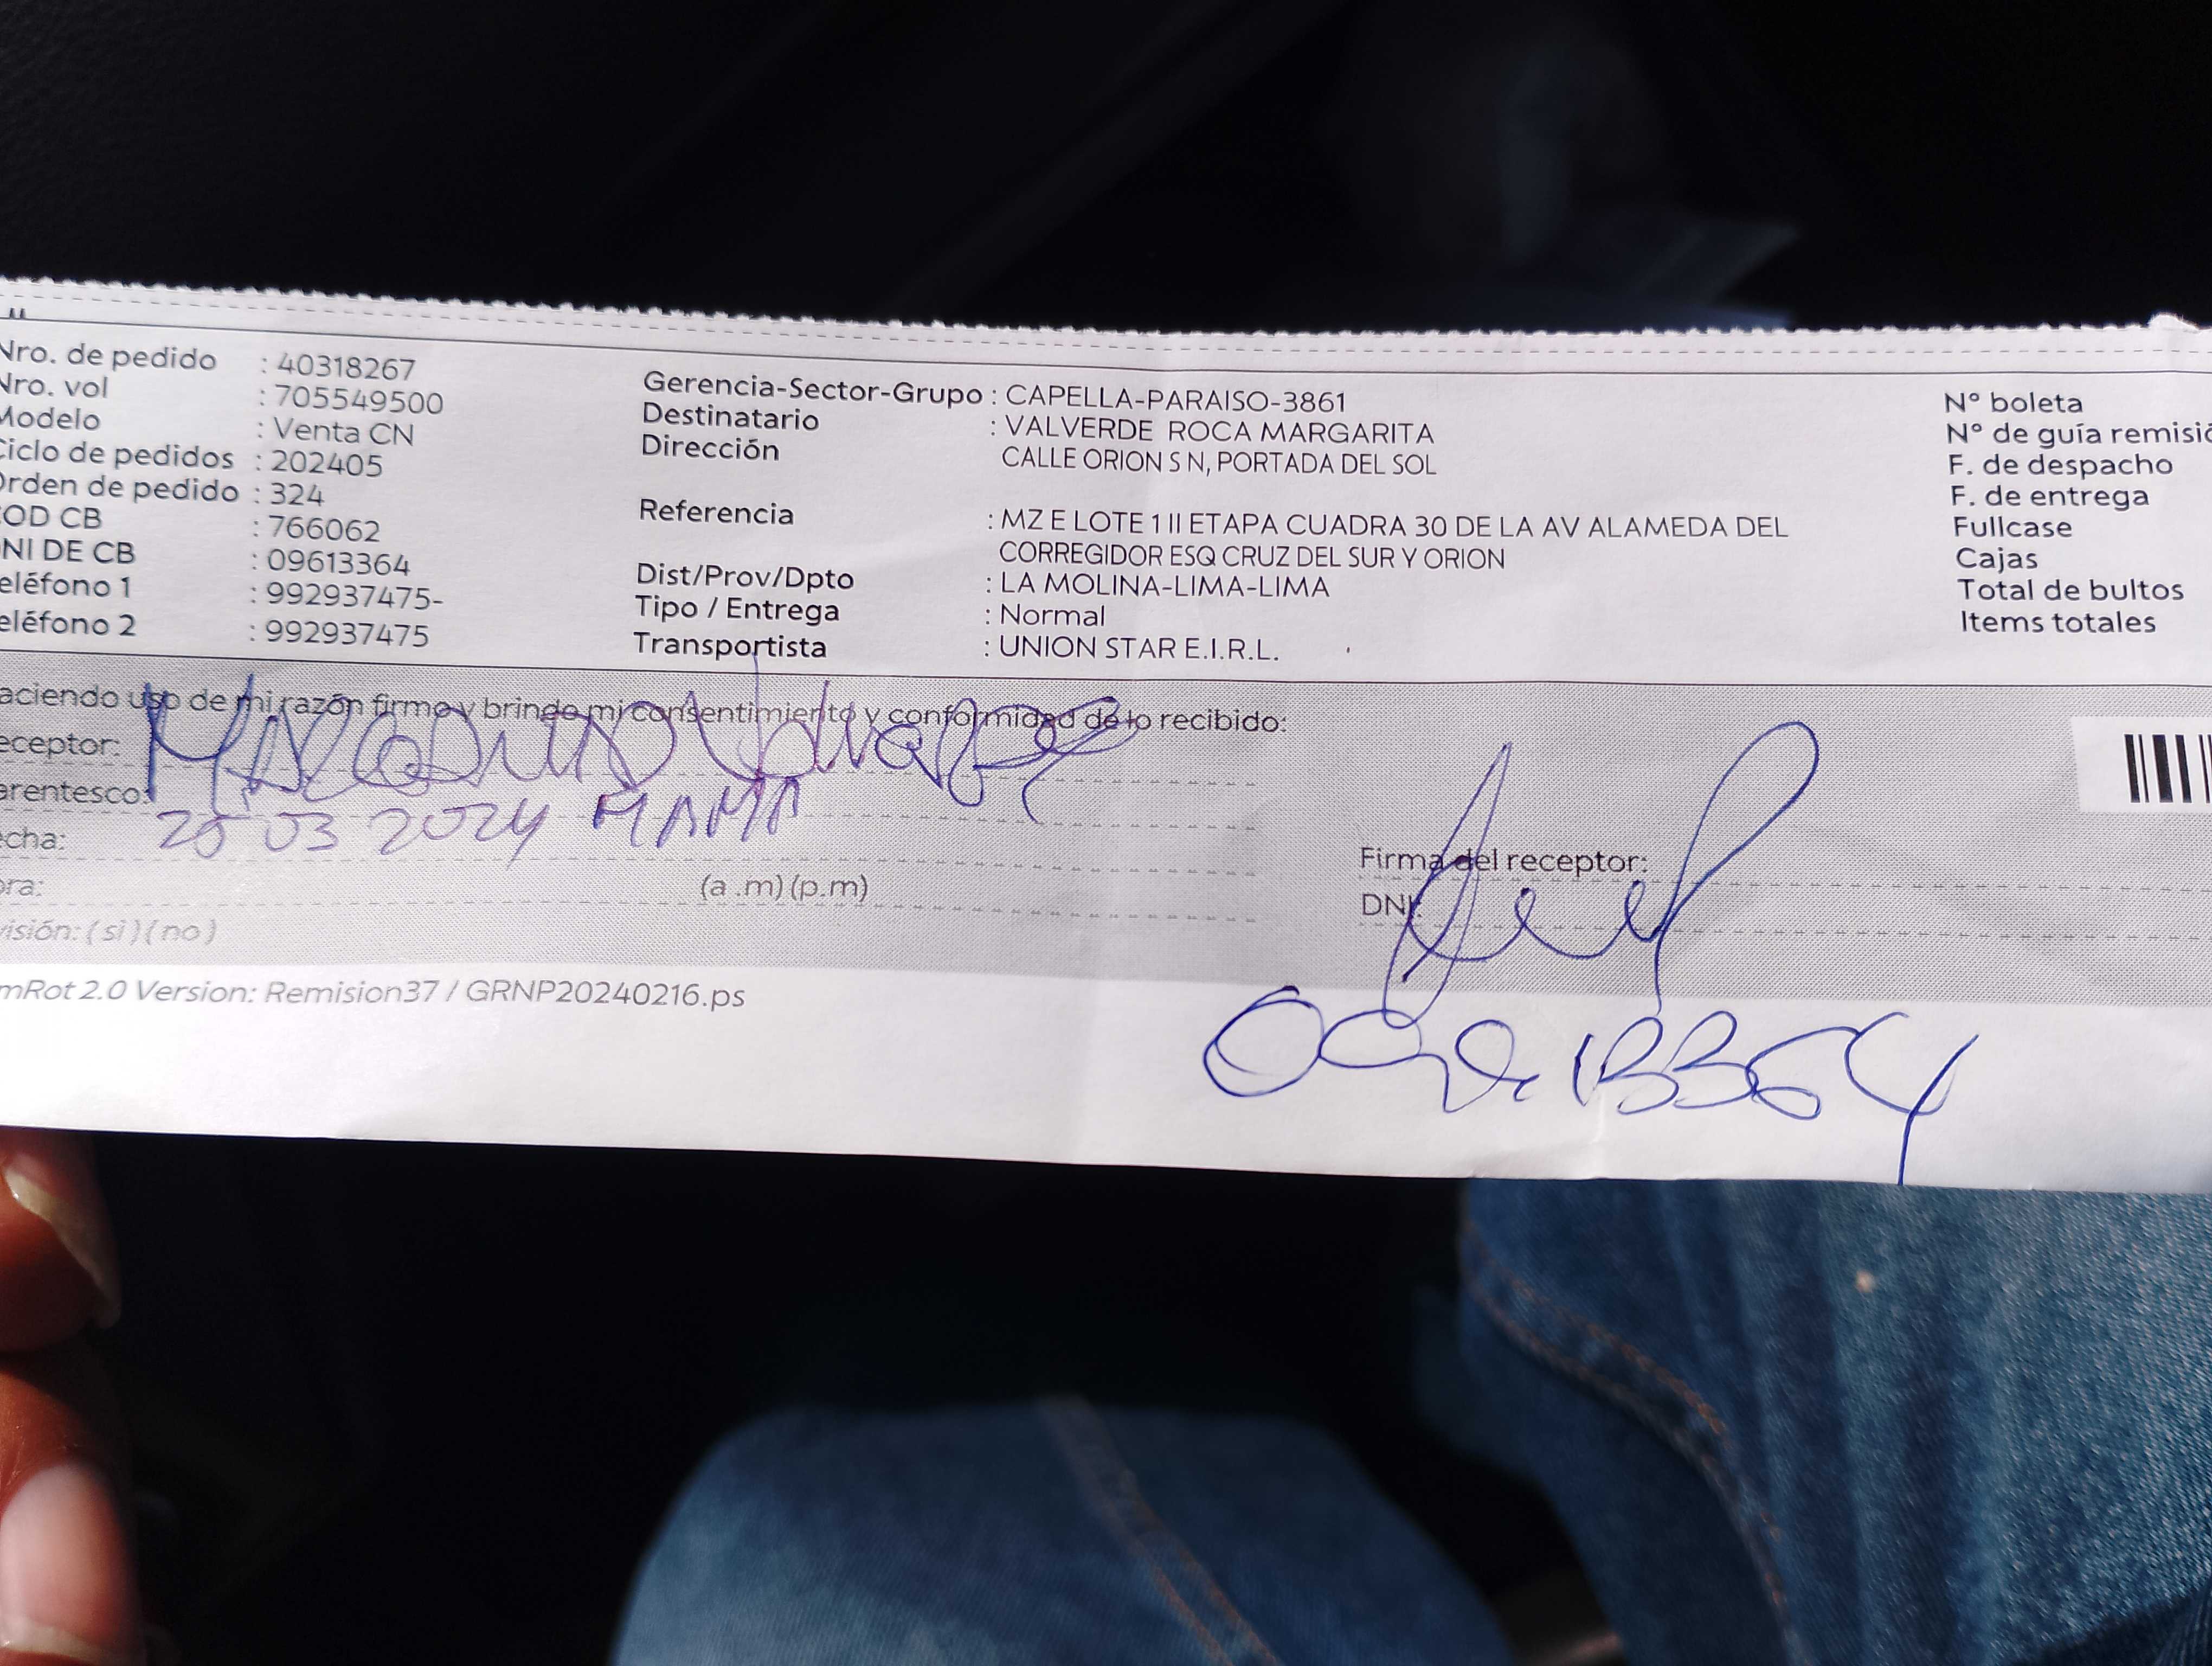 Nro. de pedido : 40318267
Nro. vol : 705549500
Modelo : Venta CN
Ciclo de pedidos : 202405
Orden de pedido : 324
COD CB : 766062
DNI DE CB : 09613364
eléfono 1 : 992937475-
eléfono 2 : 992937475
Gerencia-Sector-Grupo : CAPELLA-PARAISO-3861
Destinatario : VALVERDE ROCA MARGARITA
Dirección CALLE ORION S N, PORTADA DEL SOL
Referencia : MZ E LOTE 1 II ETAPA CUADRA 30 DE LA AV ALAMEDA DEL
CORREGIDOR ESQ CRUZ DEL SUR Y ORION
Dist/Prov/Dpto : LA MOLINA-LIMA-LIMA
Tipo / Entrega : Normal
Transportista : UNION STAR E.I.R.L.
N° boleta
N° de guía remisió
F. de despacho
F. de entrega
Fullcase
Cajas
Total de bultos
Items totales
aciendo uso de mi razón firmo y brindo mi consentimiento y conformidad de lo recibido:
eceptor:
arentesco: MAMA
echa: 25 03 2024
ora: (a .m) (p.m)
visión: ( si ) ( no )
Firma del receptor:
DNI:
mRot 2.0 Version: Remision37 / GRNP20240216.ps